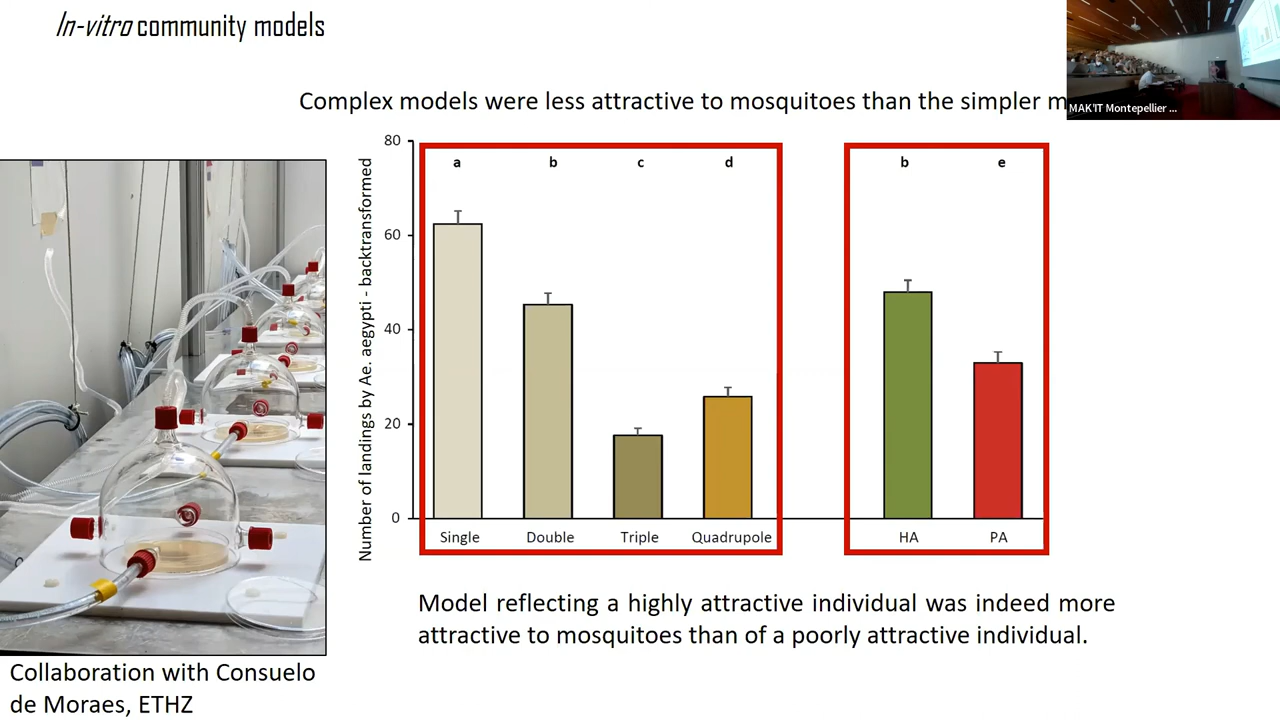 In-vitro community models
Complex models were less attractive to mosquitoes than the simpler
MAK'IT Montepellier ...
Number of landings by Ae. aegypti - backtransformed
80
60
40
20
0
a b c d
b e
Single Double Triple Quadrupole
HA PA
Model reflecting a highly attractive individual was indeed more
attractive to mosquitoes than of a poorly attractive individual.
Collaboration with Consuelo
de Moraes, ETHZ